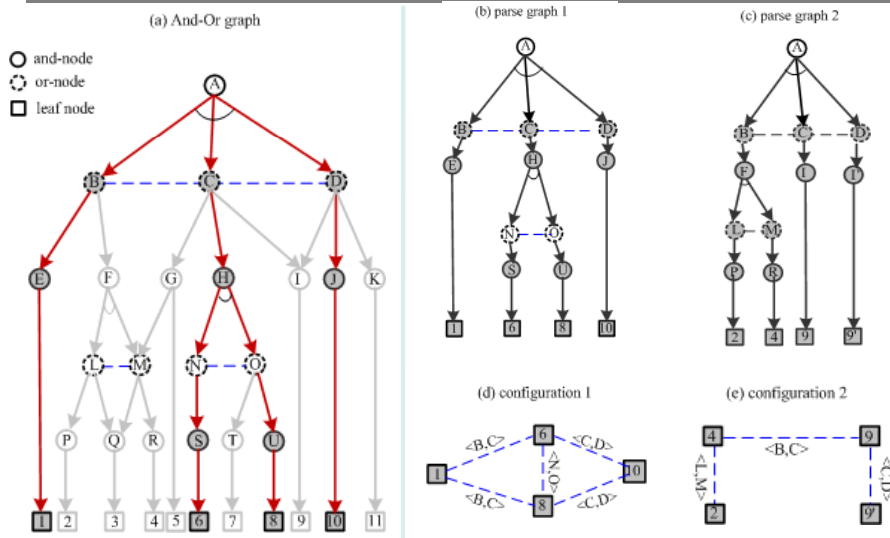 (a) And-Or graph
and-node
or-node
leaf node
A
B C D
E F G H I J K
L M N O
P Q R S T U
1 2 3 4 5 6 7 8 9 10 11
(b) parse graph 1
A
B C D
E H J
N O
S U
1 6 8 10
(c) parse graph 2
A
B C D
F I I'
L M
P R
2 4 9 9'
(d) configuration 1
6
<B,C> <C,D>
1 <N,O> 10
<B,C> <C,D>
8
(e) configuration 2
4 9
<B,C>
<L,M> <C,D>
2 9'